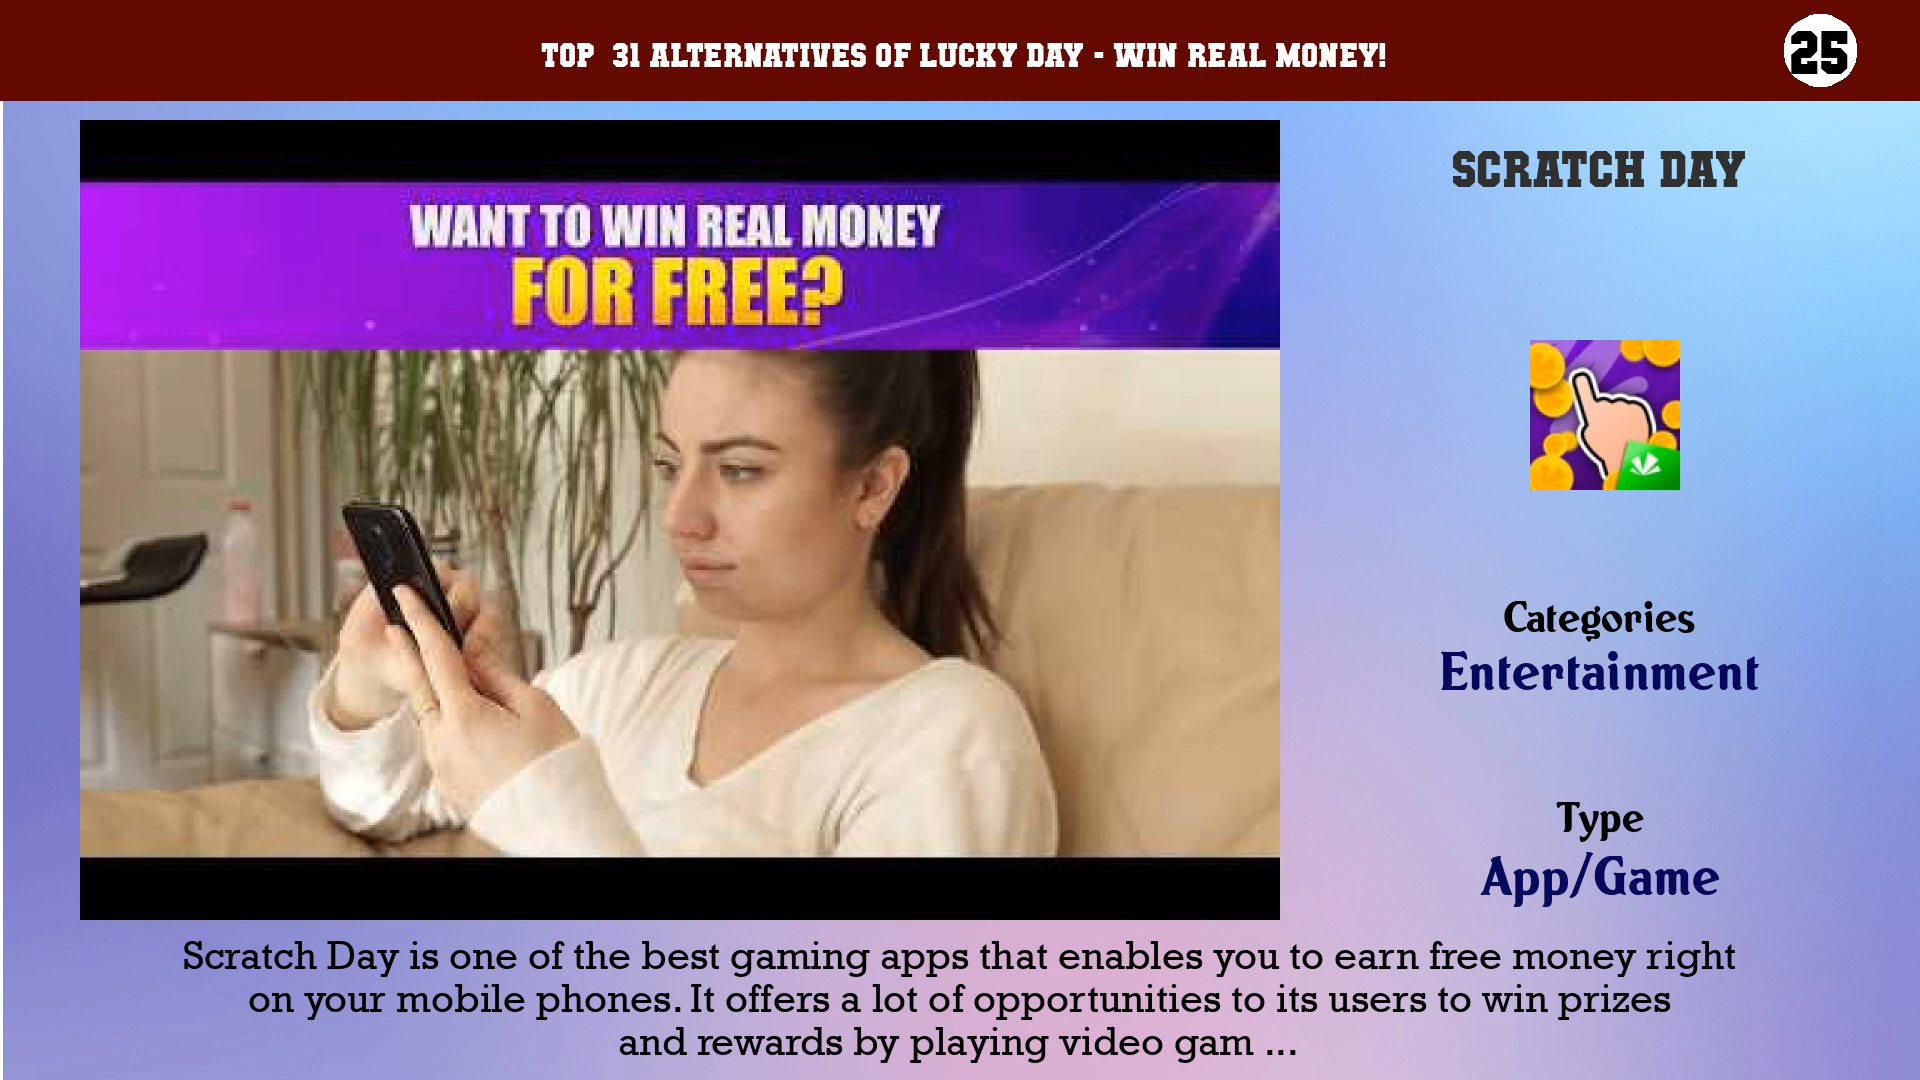 TOP 31 ALTERNATIVES OF LUCKY DAY - WIN REAL MONEY!
25
WANT TO WIN REAL MONEY
FOR FREE?
SCRATCH DAY
Categories
Entertainment
Type
App/Game
Scratch Day is one of the best gaming apps that enables you to earn free money right
on your mobile phones. It offers a lot of opportunities to its users to win prizes
and rewards by playing video gam ...